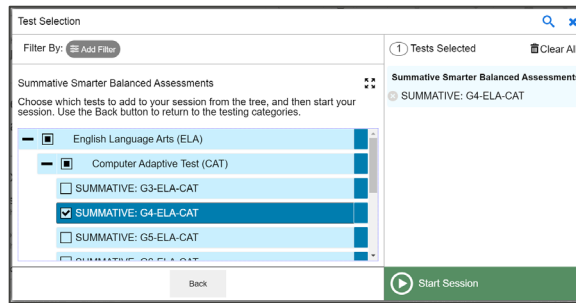 Test Selection
Filter By: Add Filter
Summative Smarter Balanced Assessments
Choose which tests to add to your session from the tree, and then start your
session. Use the Back button to return to the testing categories.
English Language Arts (ELA)
Computer Adaptive Test (CAT)
SUMMATIVE: G3-ELA-CAT
SUMMATIVE: G4-ELA-CAT
SUMMATIVE: G5-ELA-CAT
Back
1 Tests Selected
Clear Al
Summative Smarter Balanced Assessments
SUMMATIVE: G4-ELA-CAT
Start Session